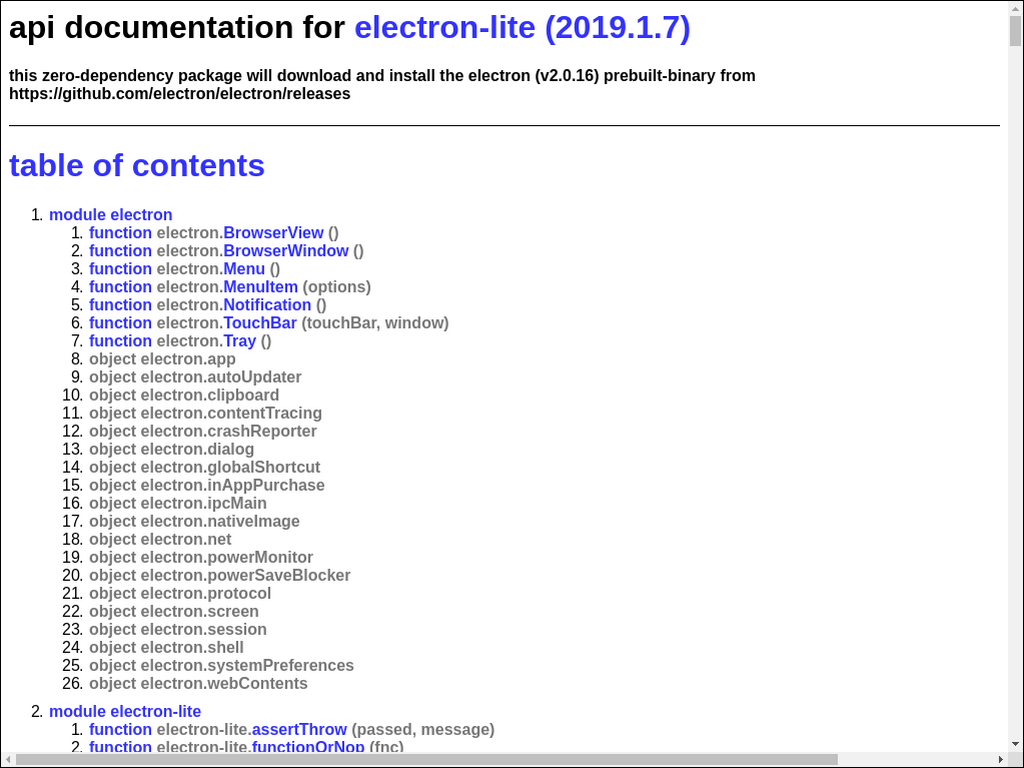 api documentation for electron-lite (2019.1.7)
this zero-dependency package will download and install the electron (v2.0.16) prebuilt-binary from
https://github.com/electron/electron/releases
table of contents
1. module electron
1. function electron.BrowserView ()
2. function electron.BrowserWindow ()
3. function electron.Menu ()
4. function electron.MenuItem (options)
5. function electron.Notification ()
6. function electron.TouchBar (touchBar, window)
7. function electron.Tray ()
8. object electron.app
9. object electron.autoUpdater
10. object electron.clipboard
11. object electron.contentTracing
12. object electron.crashReporter
13. object electron.dialog
14. object electron.globalShortcut
15. object electron.inAppPurchase
16. object electron.ipcMain
17. object electron.nativeImage
18. object electron.net
19. object electron.powerMonitor
20. object electron.powerSaveBlocker
21. object electron.protocol
22. object electron.screen
23. object electron.session
24. object electron.shell
25. object electron.systemPreferences
26. object electron.webContents
2. module electron-lite
1. function electron-lite.assertThrow (passed, message)
2. function electron-lite.functionOrNop (fnc)